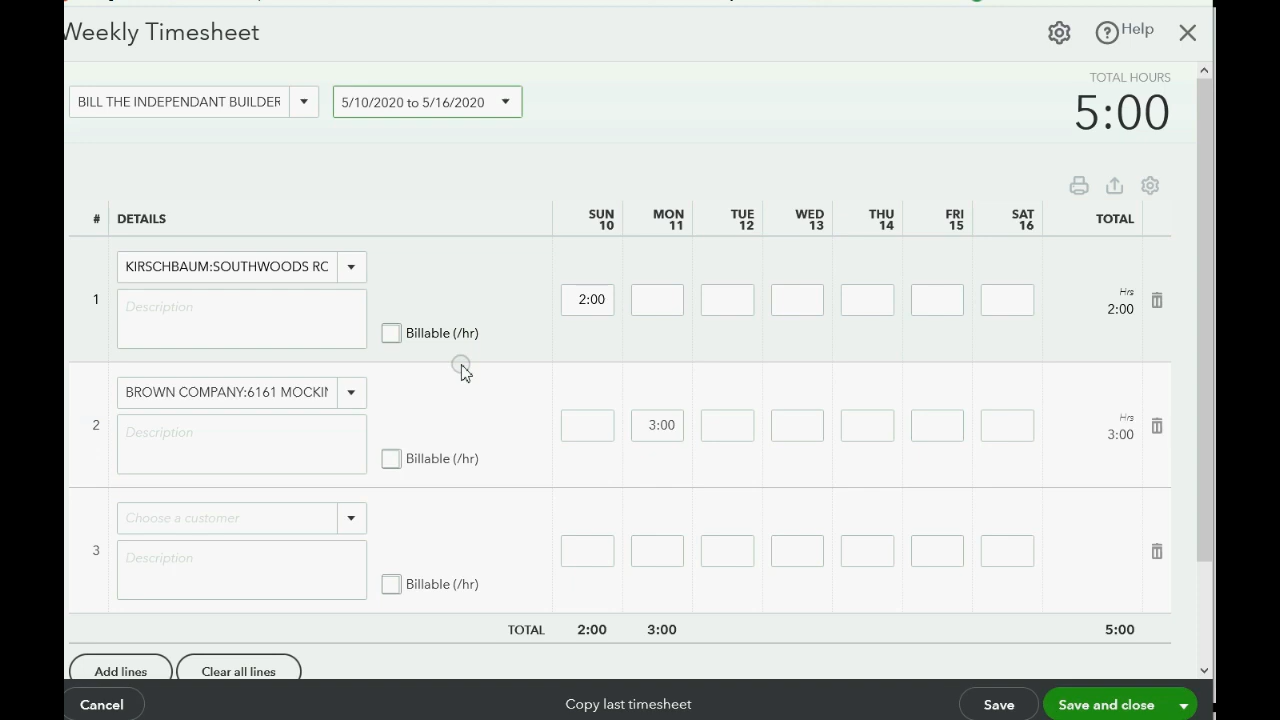 Weekly Timesheet
Help
BILL THE INDEPENDANT BUILDER
5/10/2020 to 5/16/2020
TOTAL HOURS
5:00
# DETAILS SUN 10 MON 11 TUE 12 WED 13 THU 14 FRI 15 SAT 16 TOTAL
KIRSCHBAUM:SOUTHWOODS RC
1 Description 2:00 Hrs 2:00
Billable (/hr)
BROWN COMPANY:6161 MOCKIN
2 Description 3:00 Hrs 3:00
Billable (/hr)
Choose a customer
3 Description
Billable (/hr)
TOTAL 2:00 3:00 5:00
Add lines Clear all lines
Cancel Copy last timesheet Save Save and close